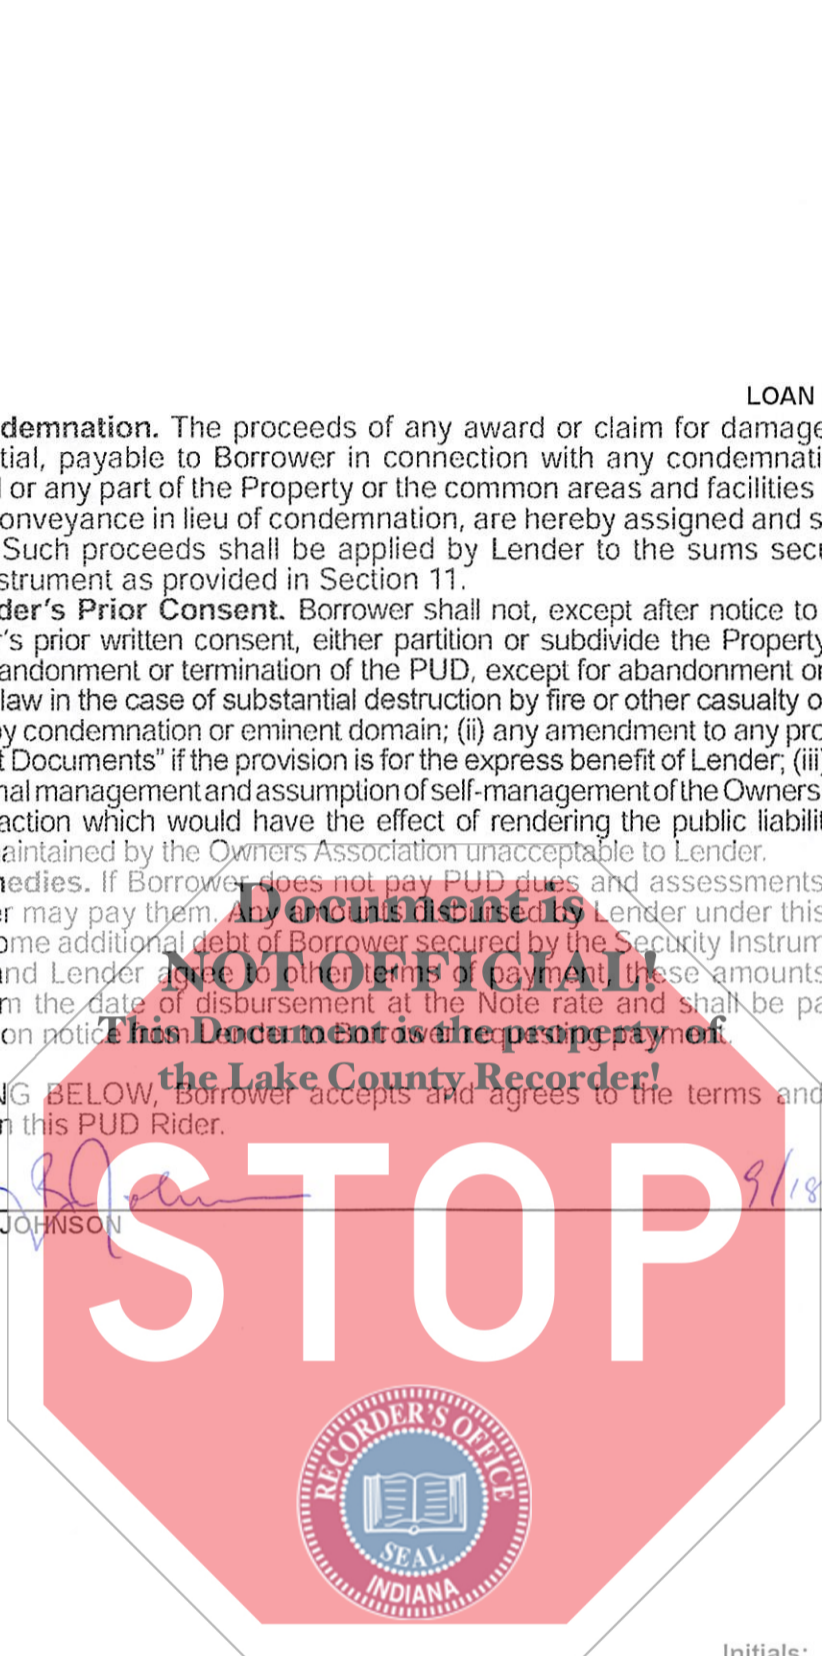 LOAN
demnation. The proceeds of any award or claim for damage
tial, payable to Borrower in connection with any condemnati
or any part of the Property or the common areas and facilities
onveyance in lieu of condemnation, are hereby assigned and s
Such proceeds shall be applied by Lender to the sums secu
strument as provided in Section 11.
der's Prior Consent. Borrower shall not, except after notice to
's prior written consent, either partition or subdivide the Property
andonment or termination of the PUD, except for abandonment or
law in the case of substantial destruction by fire or other casualty o
y condemnation or eminent domain; (ii) any amendment to any pro
t Documents" if the provision is for the express benefit of Lender; (iii)
nal management and assumption of self-management of the Owners
action which would have the effect of rendering the public liabilit
aintained by the Owners Association unacceptable to Lender.
nedies. If Borrower does not pay PUD dues and assessments
r may pay them. Any amounts disbursed by Lender under this
ome additional debt of Borrower secured by the Security Instrum
and Lender agree to other terms of payment, these amounts
m the date of disbursement at the Note rate and shall be pa
on notice from Lender to Borrower requesting payment.
NG BELOW, Borrower accepts and agrees to the terms and
n this PUD Rider.
Document is
NOT OFFICIAL!
This Document is the property of
the Lake County Recorder!
9/18
JOHNSON
STOP
RECORDER'S OFFICE
SEAL
INDIANA
Initials: